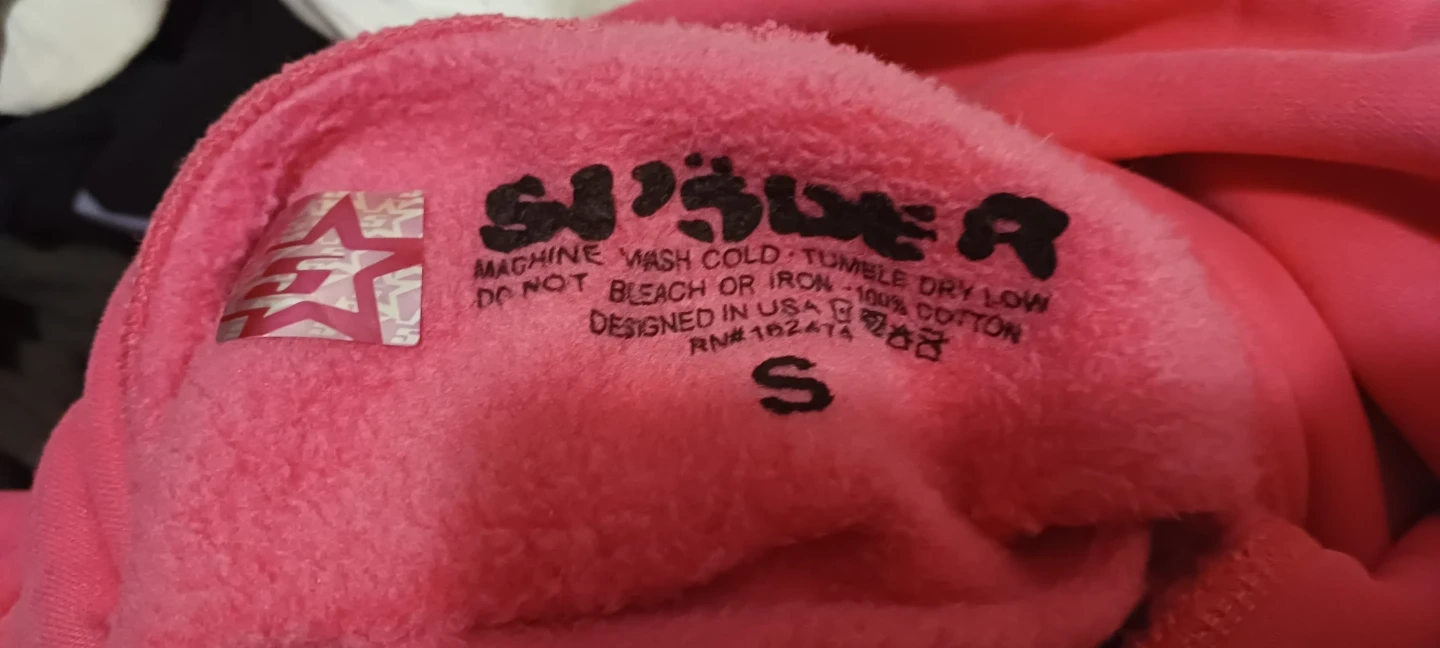 SP5DER
MACHINE WASH COLD · TUMBLE DRY LOW
DO NOT BLEACH OR IRON - 100% COTTON
DESIGNED IN USA
RN# 162474
S